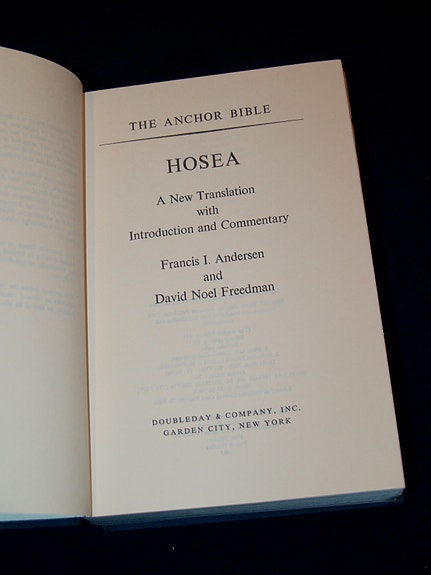 THE ANCHOR BIBLE
HOSEA
A New Translation
with
Introduction and Commentary
Francis I. Andersen
and
David Noel Freedman
DOUBLEDAY & COMPANY, INC.
GARDEN CITY, NEW YORK